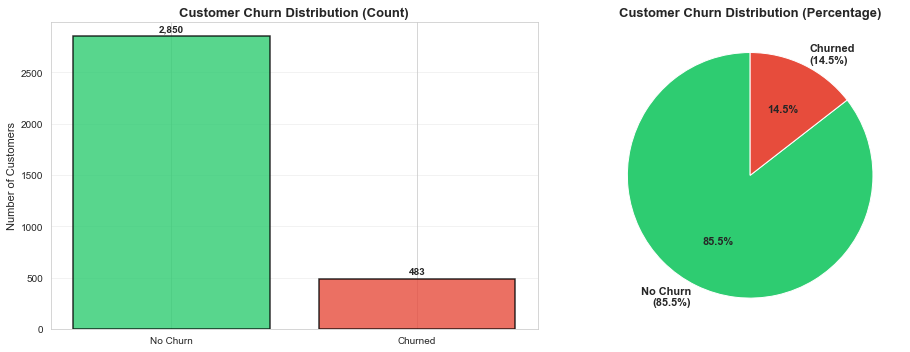 Customer Churn Distribution (Count)
Number of Customers
2500
2000
1500
1000
500
0
2,850
483
No Churn
Churned
Customer Churn Distribution (Percentage)
Churned
(14.5%)
14.5%
85.5%
No Churn
(85.5%)